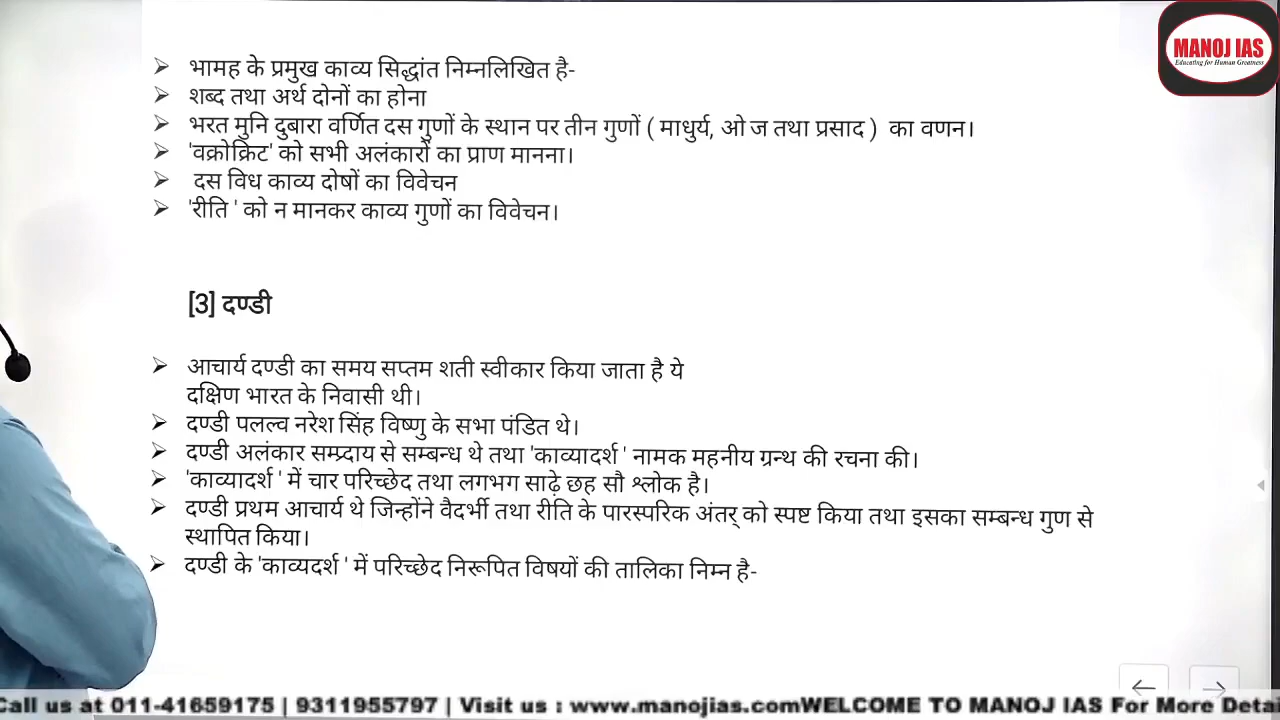 MANOJ IAS
Educating for Human Greatness
➢ भामह के प्रमुख काव्य सिद्धांत निम्नलिखित है-
➢ शब्द तथा अर्थ दोनों का होना
➢ भरत मुनि दुबारा वर्णित दस गुणों के स्थान पर तीन गुणों ( माधुर्य, ओ ज तथा प्रसाद ) का वणन।
➢ 'वक्रोक्रिट' को सभी अलंकारों का प्राण मानना।
➢ दस विध काव्य दोषों का विवेचन
➢ 'रीति ' को न मानकर काव्य गुणों का विवेचन।
[3] दण्डी
➢ आचार्य दण्डी का समय सप्तम शती स्वीकार किया जाता है ये
दक्षिण भारत के निवासी थी।
➢ दण्डी पलल्व नरेश सिंह विष्णु के सभा पंडित थे।
➢ दण्डी अलंकार सम्प्रदाय से सम्बन्ध थे तथा 'काव्यादर्श ' नामक महनीय ग्रन्थ की रचना की।
➢ 'काव्यादर्श ' में चार परिच्छेद तथा लगभग साढ़े छह सौ श्लोक है।
➢ दण्डी प्रथम आचार्य थे जिन्होंने वैदर्भी तथा रीति के पारस्परिक अंतर् को स्पष्ट किया तथा इसका सम्बन्ध गुण से
स्थापित किया।
➢ दण्डी के 'काव्यदर्श ' में परिच्छेद निरूपित विषयों की तालिका निम्न है-
Call us at 011-41659175 | 9311955797 | Visit us : www.manojias.comWELCOME TO MANOJ IAS For More Detai